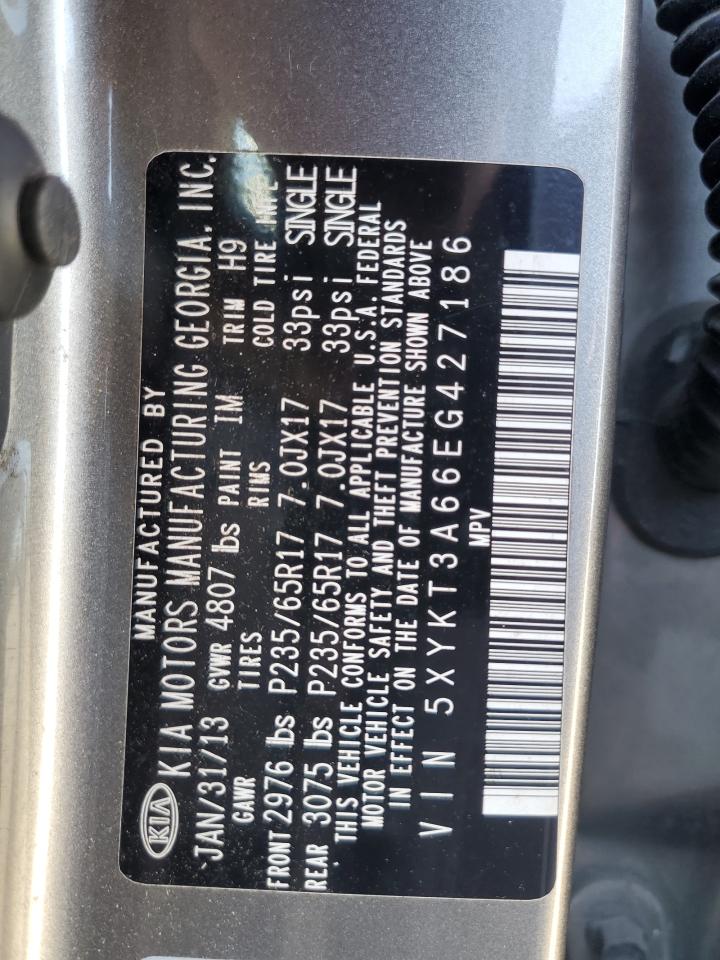 MANUFACTURED BY
KIA KIA MOTORS MANUFACTURING GEORGIA, INC.
JAN/31/13 GVWR 4807 lbs PAINT IM TRIM H9
GAWR TIRES RIMS COLD TIRE INFL
FRONT 2976 lbs P235/65R17 7.0JX17 33psi SINGLE
REAR 3075 lbs P235/65R17 7.0JX17 33psi SINGLE
THIS VEHICLE CONFORMS TO ALL APPLICABLE U.S.A. FEDERAL
MOTOR VEHICLE SAFETY AND THEFT PREVENTION STANDARDS
IN EFFECT ON THE DATE OF MANUFACTURE SHOWN ABOVE
VIN 5XYKT3A66EG427186
MPV